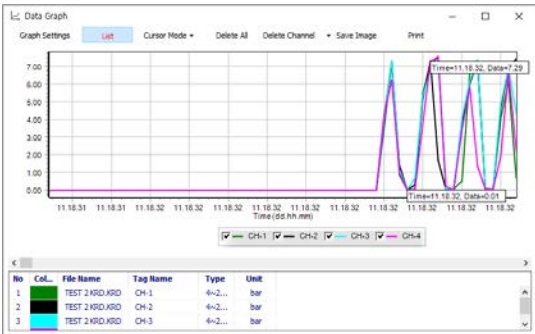 Data Graph
Graph Settings List Cursor Mode Delete All Delete Channel Save Image Print
7.00
Time=11.18.32, Data=7.29
6.00
5.00
4.00
3.00
2.00
1.00
0.00
Time=11.18.32, Data=0.01
11.18.31 11.18.31 11.18.32 11.18.32 11.18.32 11.18.32 11.18.32 11.18.32 11.18.32 11.18.32 11.18.32 11.18.32
Time(dd.hh.mm)
CH-1 CH-2 CH-3 CH-4
No Col... File Name Tag Name Type Unit
1 TEST 2 KRD.KRD CH-1 4~2... bar
2 TEST 2 KRD.KRD CH-2 4~2... bar
3 TEST 2 KRD.KRD CH-3 4~2... bar